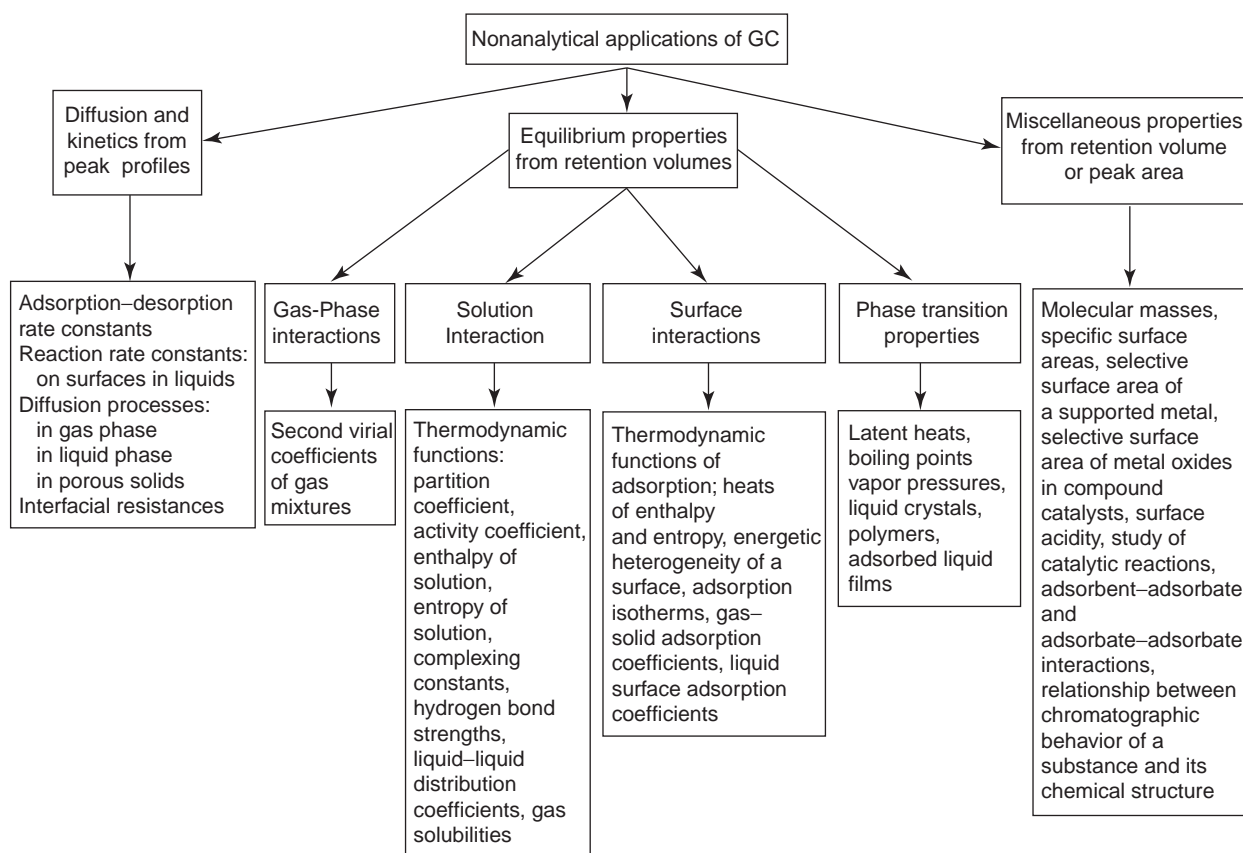 Nonanalytical applications of GC
Diffusion and
kinetics from
peak profiles
Equilibrium properties
from retention volumes
Miscellaneous properties
from retention volume
or peak area
Adsorption–desorption
rate constants
Reaction rate constants:
on surfaces in liquids
Diffusion processes:
in gas phase
in liquid phase
in porous solids
Interfacial resistances
Gas-Phase
interactions
Solution
Interaction
Surface
interactions
Phase transition
properties
Second virial
coefficients
of gas
mixtures
Thermodynamic
functions:
partition
coefficient,
activity coefficient,
enthalpy of
solution,
entropy of
solution,
complexing
constants,
hydrogen bond
strengths,
liquid–liquid
distribution
coefficients, gas
solubilities
Thermodynamic
functions of
adsorption; heats
of enthalpy
and entropy, energetic
heterogeneity of a
surface, adsorption
isotherms, gas–
solid adsorption
coefficients, liquid
surface adsorption
coefficients
Latent heats,
boiling points
vapor pressures,
liquid crystals,
polymers,
adsorbed liquid
films
Molecular masses,
specific surface
areas, selective
surface area of
a supported metal,
selective surface
area of metal oxides
in compound
catalysts, surface
acidity, study of
catalytic reactions,
adsorbent–adsorbate
and
adsorbate–adsorbate
interactions,
relationship between
chromatographic
behavior of a
substance and its
chemical structure